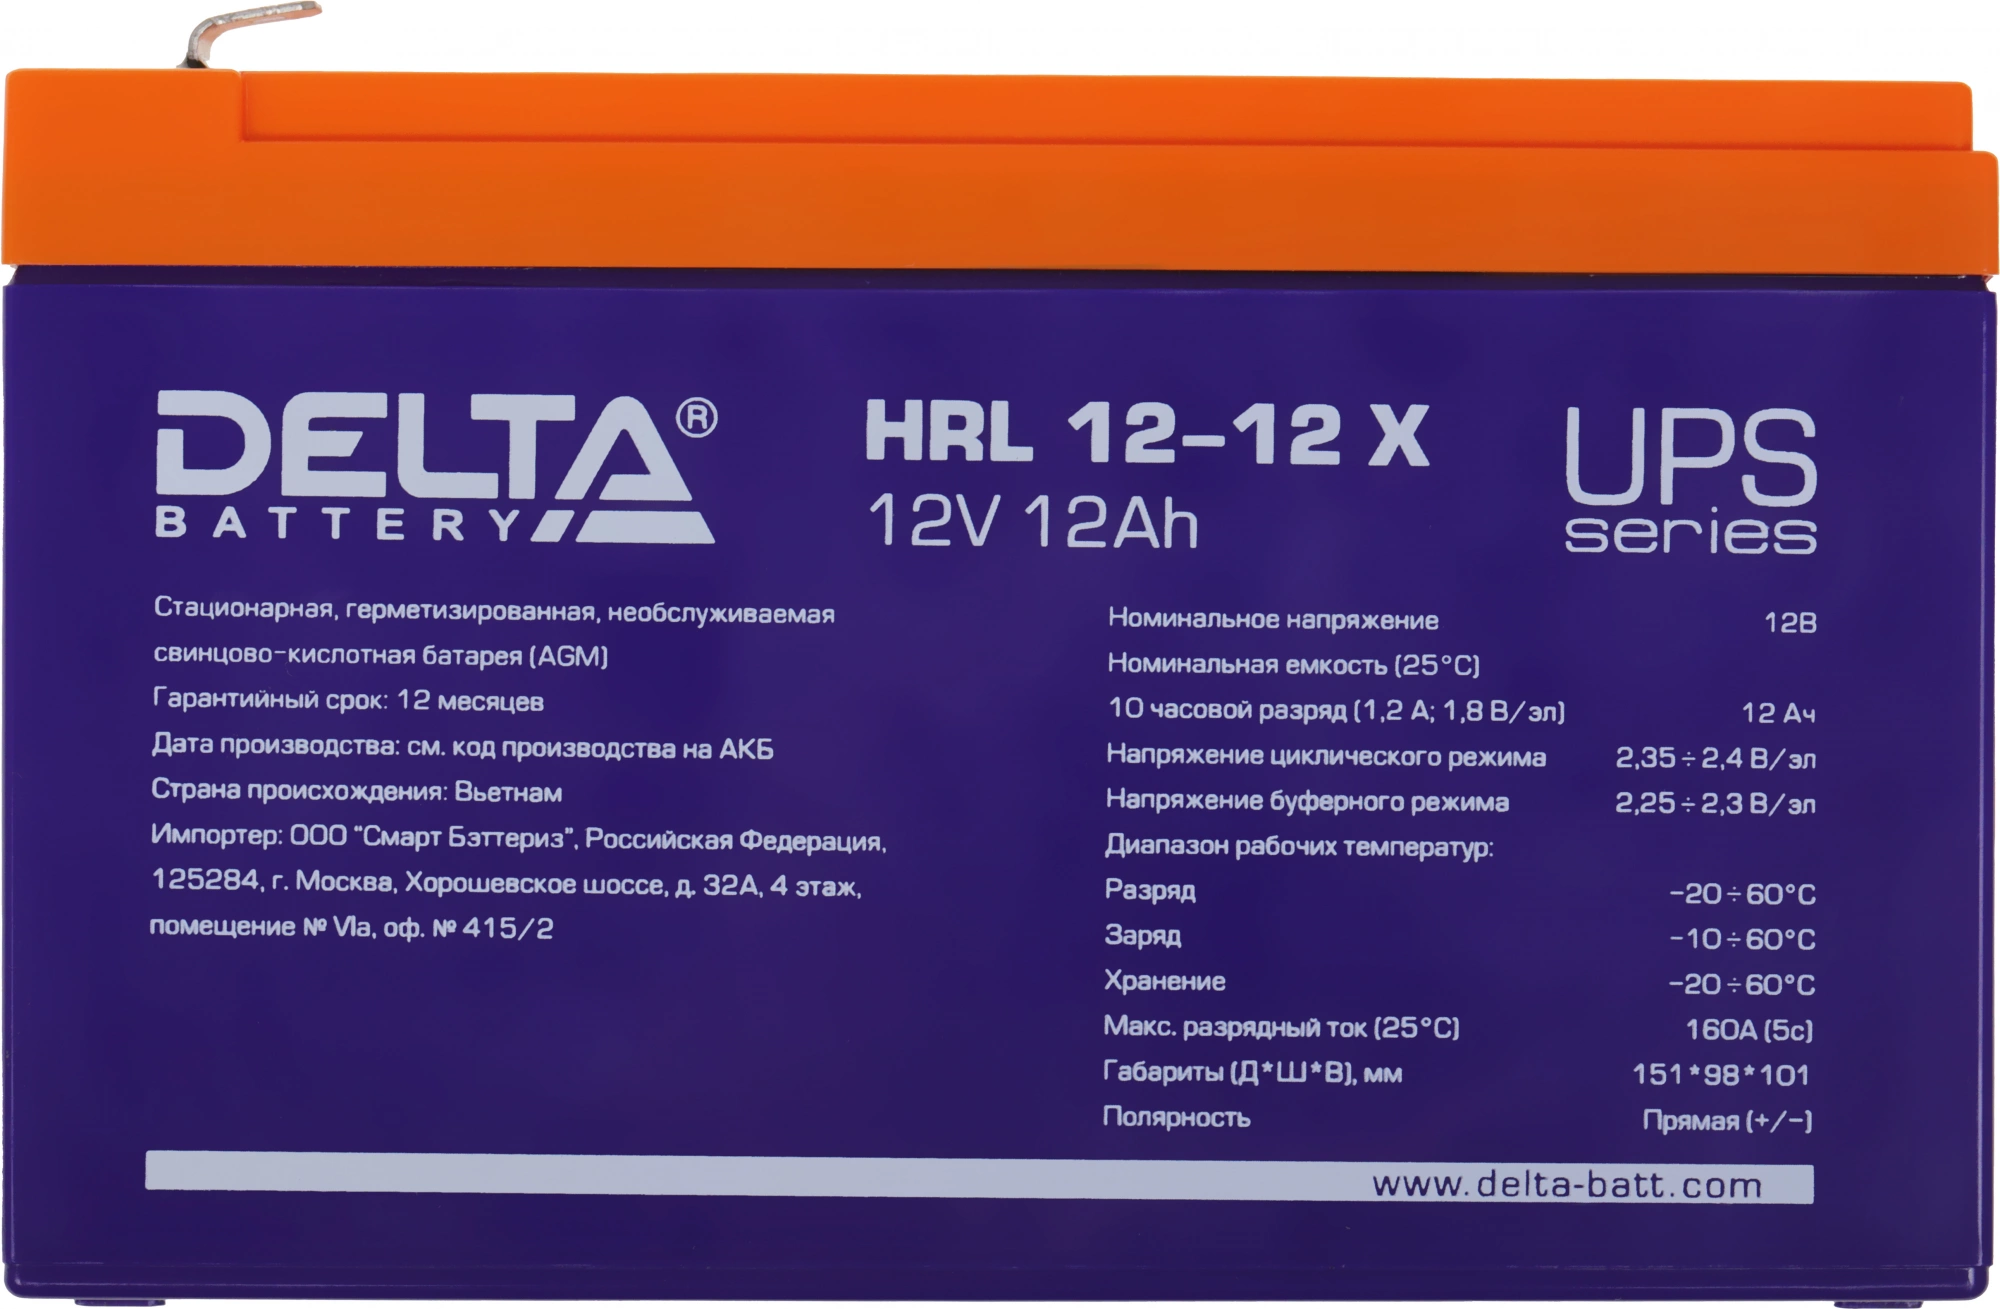 DELTA®
BATTERY
HRL 12-12 X
12V 12Ah
UPS
series
Стационарная, герметизированная, необслуживаемая
свинцово-кислотная батарея (AGM)
Гарантийный срок: 12 месяцев
Дата производства: см. код производства на АКБ
Страна происхождения: Вьетнам
Импортер: ООО "Смарт Бэттериз", Российская Федерация,
125284, г. Москва, Хорошевское шоссе, д. 32А, 4 этаж,
помещение № VIа, оф. № 415/2
Номинальное напряжение 12В
Номинальная емкость (25°С)
10 часовой разряд (1,2 А; 1,8 В/эл) 12 Ач
Напряжение циклического режима 2,35÷2,4 В/эл
Напряжение буферного режима 2,25÷2,3 В/эл
Диапазон рабочих температур:
Разряд -20÷60°С
Заряд -10÷60°С
Хранение -20÷60°С
Макс. разрядный ток (25°С) 160А (5с)
Габариты (Д*Ш*В), мм 151*98*101
Полярность Прямая (+/-)
www.delta-batt.com